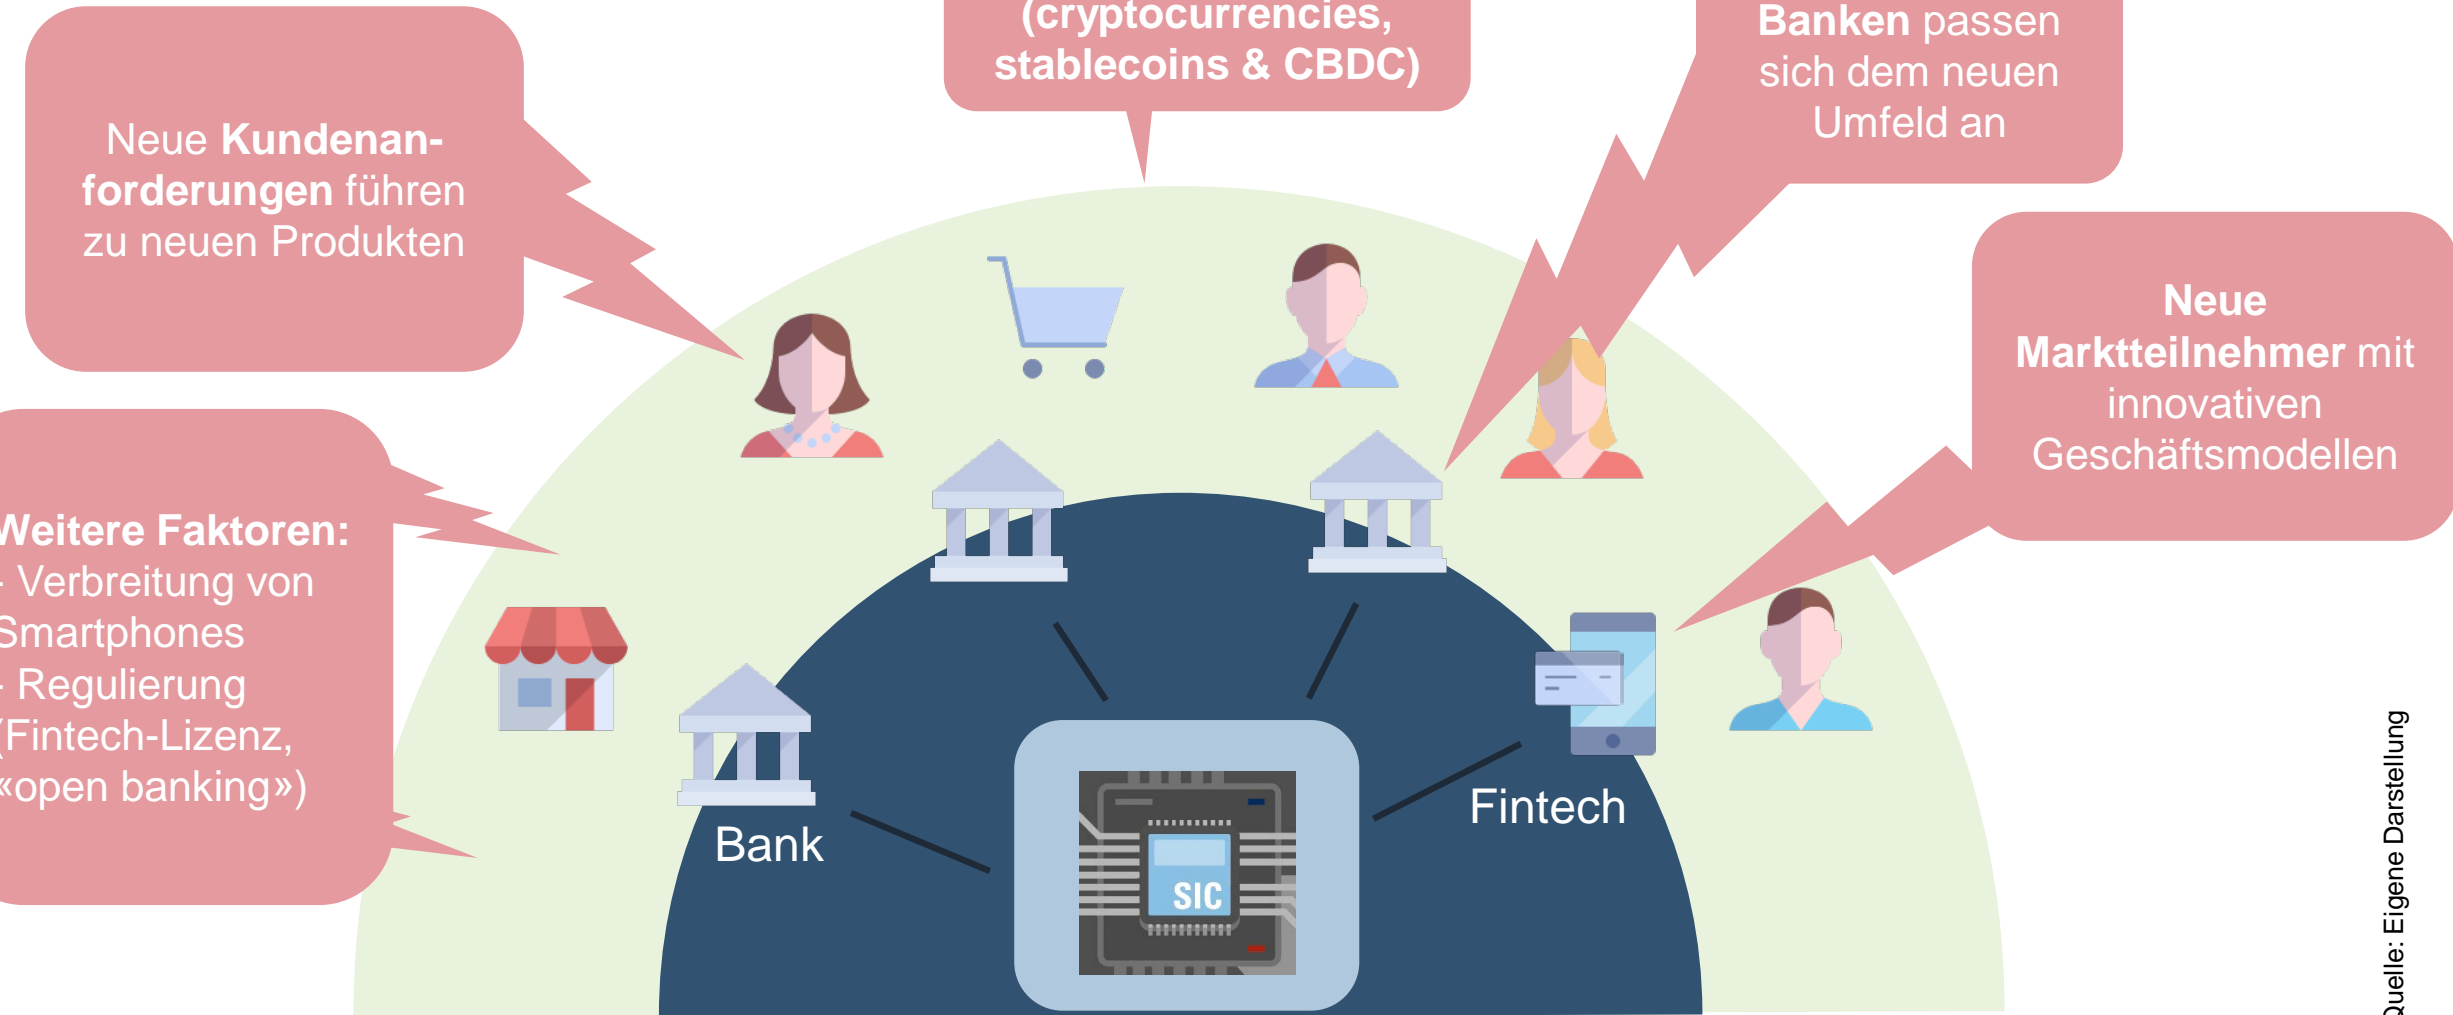 (cryptocurrencies,
stablecoins & CBDC)
Banken passen
sich dem neuen
Umfeld an
Neue Kundenan-
forderungen führen
zu neuen Produkten
Neue
Marktteilnehmer mit
innovativen
Geschäftsmodellen
Weitere Faktoren:
- Verbreitung von
Smartphones
- Regulierung
(Fintech-Lizenz,
«open banking»)
Bank
Fintech
SIC
Quelle: Eigene Darstellung